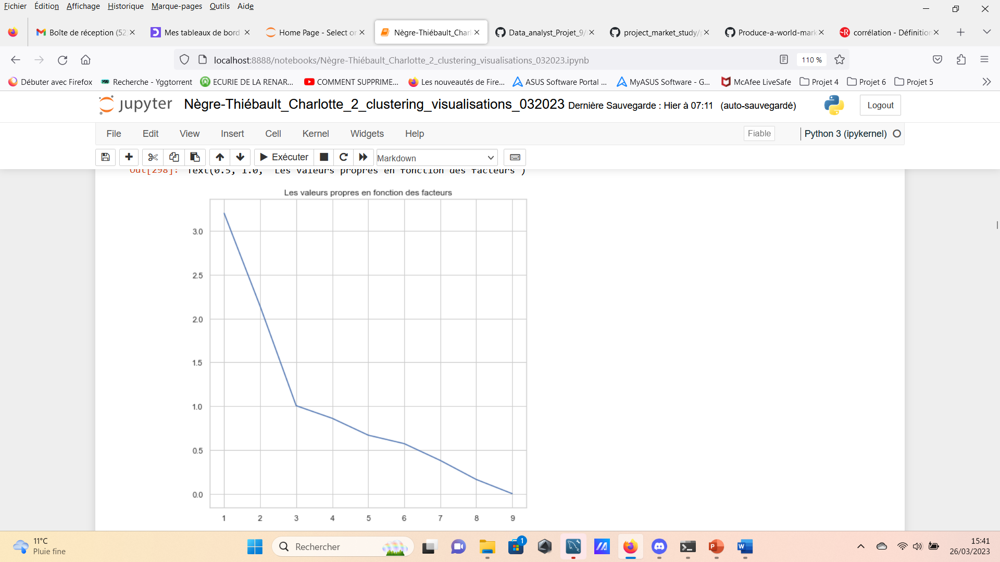 Fichier Édition Affichage Historique Marque-pages Outils Aide
Boîte de réception (52 Mes tableaux de bord Home Page - Select or Nègre-Thiébault_Charl Data_analyst_Projet_9/ project_market_study/ Produce-a-world-mark corrélation - Définition
localhost:8888/notebooks/Nègre-Thiébault_Charlotte_2_clustering_visualisations_032023.ipynb 110 %
Débuter avec Firefox Recherche - Yggtorrent ECURIE DE LA RENAR... COMMENT SUPPRIME... Les nouveautés de Fire... ASUS Software Portal ... MyASUS Software - G... McAfee LiveSafe Projet 4 Projet 6 Projet 5
jupyter Nègre-Thiébault_Charlotte_2_clustering_visualisations_032023 Dernière Sauvegarde : Hier à 07:11 (auto-sauvegardé) Logout
File Edit View Insert Cell Kernel Widgets Help Fiable Python 3 (ipykernel)
Exécuter Markdown
Out[298]: Text(0.5, 1.0, 'Les valeurs propres en fonction des facteurs')
Les valeurs propres en fonction des facteurs
3.0
2.5
2.0
1.5
1.0
0.5
0.0
1 2 3 4 5 6 7 8 9
11°C
Pluie fine
Rechercher
1
15:41
26/03/2023